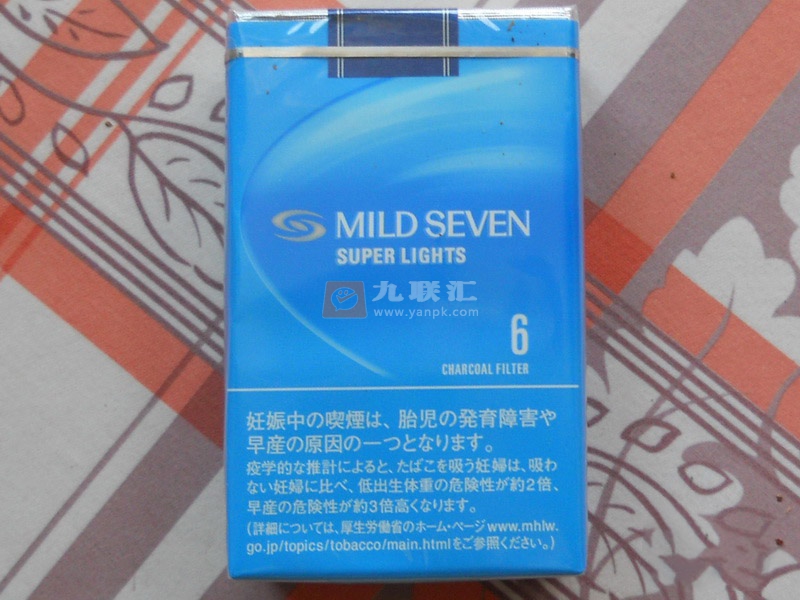 MILD SEVEN
SUPER LIGHTS
九联汇
www.yanpk.com
6
CHARCOAL FILTER
妊娠中の喫煙は、胎児の発育障害や
早産の原因の一つとなります。
疫学的な推計によると、たばこを吸う妊婦は、吸わ
ない妊婦に比べ、低出生体重の危険性が約2倍、
早産の危険性が約3倍高くなります。
(詳細については、厚生労働省のホーム・ページwww.mhlw.
go.jp/topics/tobacco/main.htmlをご参照ください。)